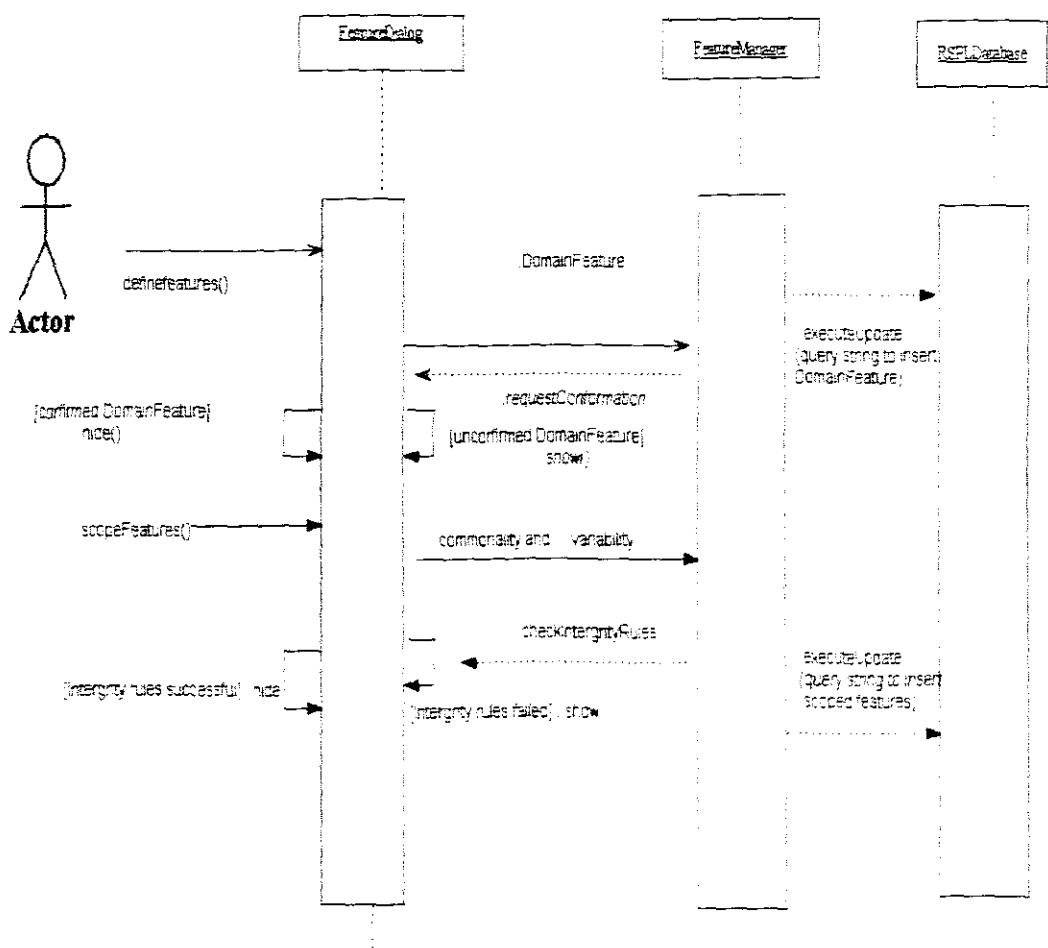 FeatureDialog
FeatureManager
RSPLDatabase
definefeatures()
Actor
.DomainFeature
executeUpdate
(query string to insert
DomainFeature)
.requestConformation
[confirmed DomainFeature]
hide()
[unconfirmed DomainFeature]
show()
scopeFeatures()
commonality and variability
checkIntergrityRules
executeUpdate
(query string to insert
scoped features)
[Intergrity rules successful] hide
[Intergrity rules failed] . show